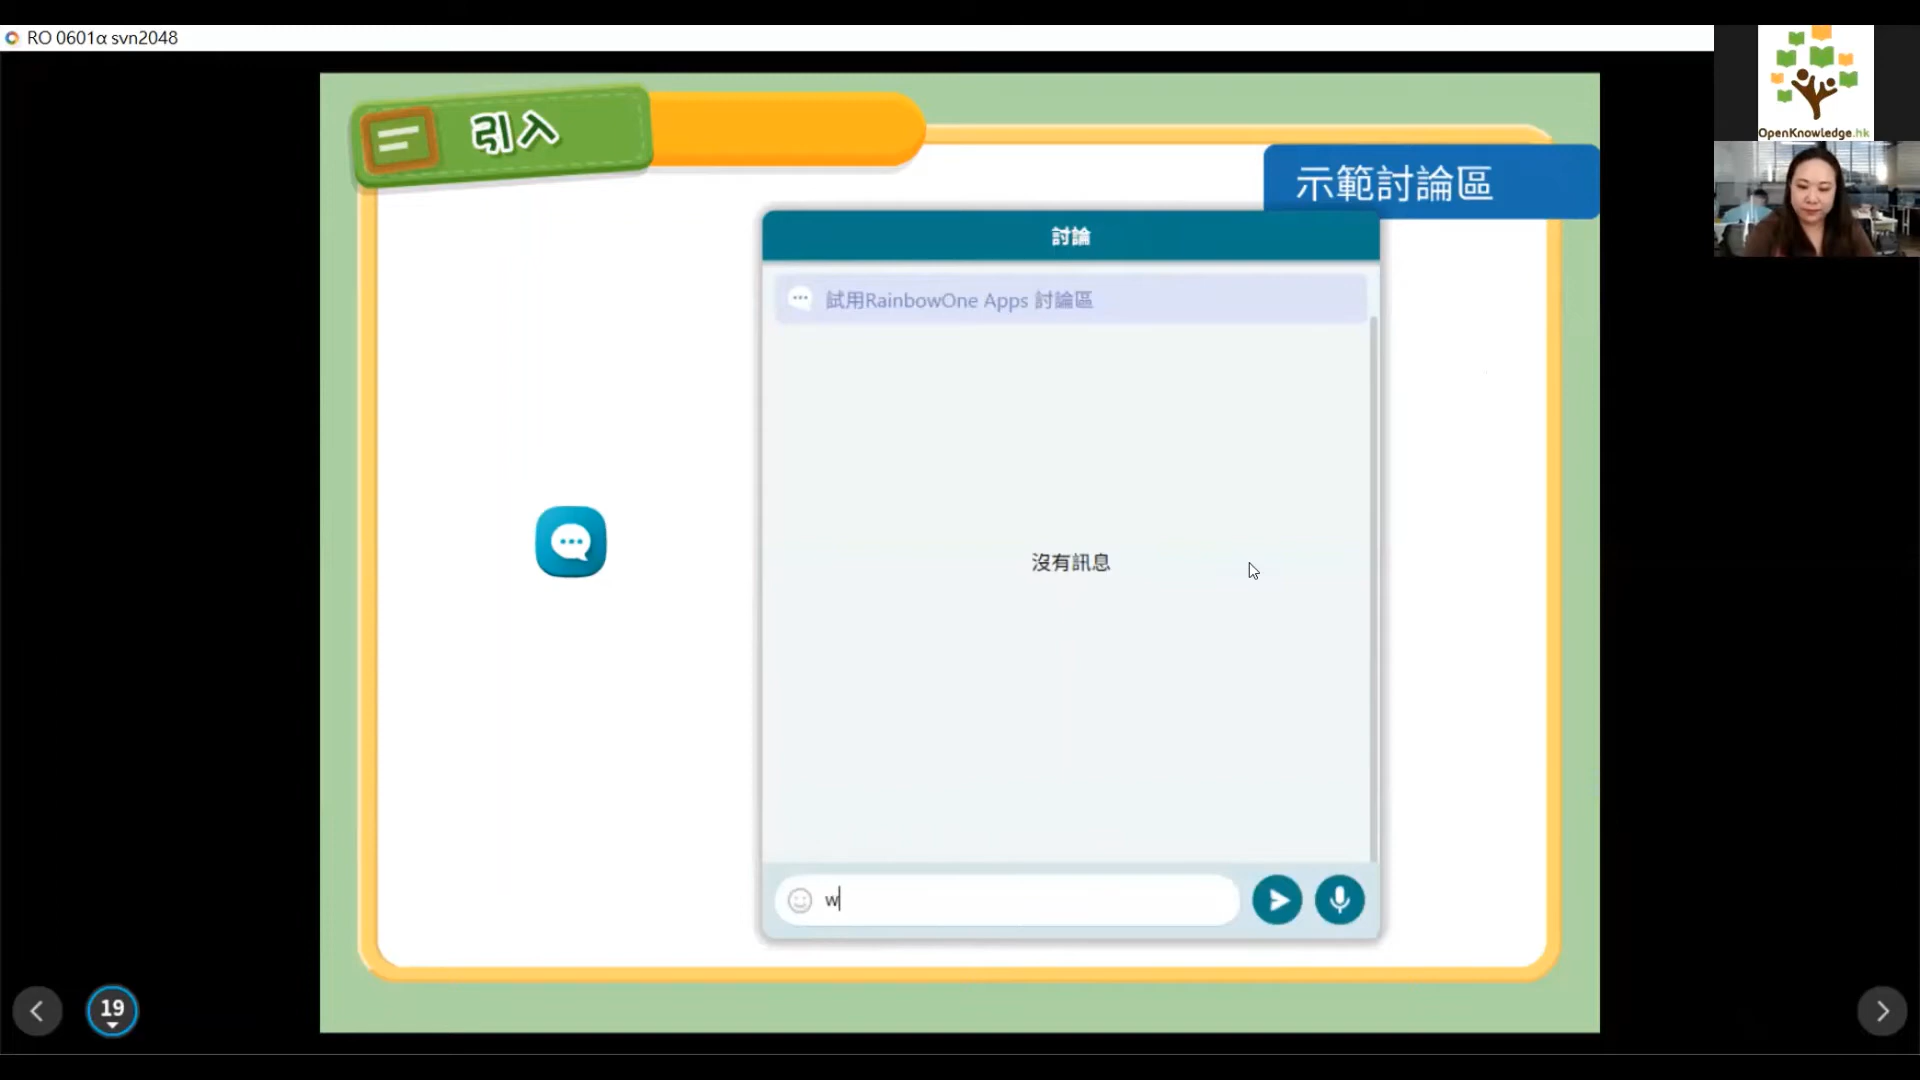 RO 0601α svn2048
OpenKnowledge.hk
引入
示範討論區
討論
試用RainbowOne Apps 討論區
沒有訊息
w
19